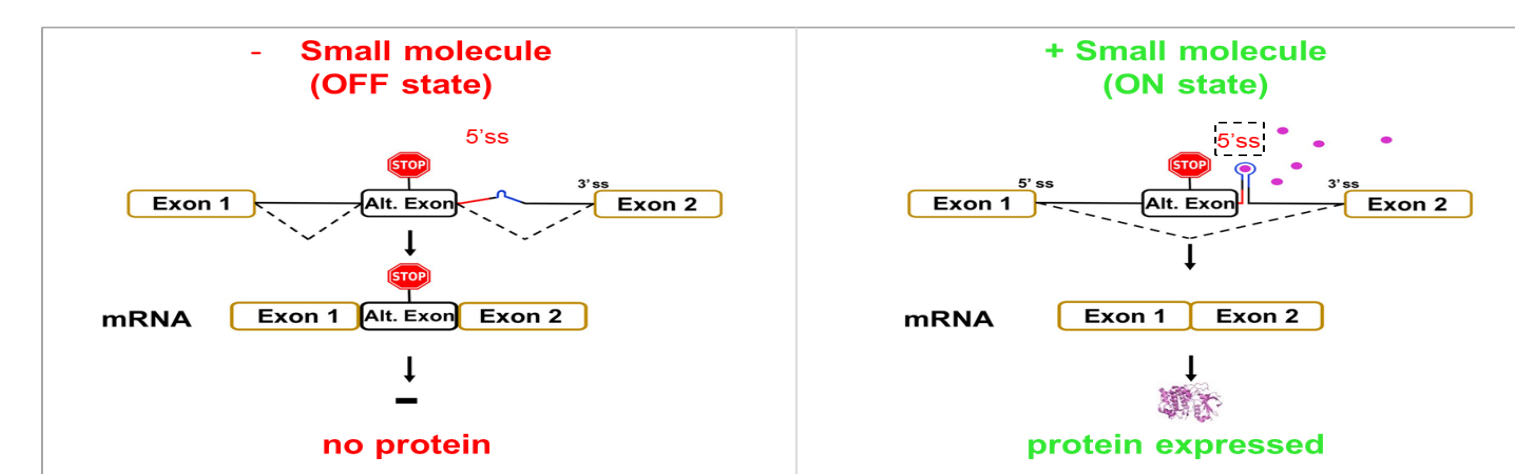 - Small molecule
(OFF state)
5'ss
STOP
3'ss
Exon 1
Alt. Exon
Exon 2
STOP
mRNA
Exon 1
Alt. Exon
Exon 2
no protein
+ Small molecule
(ON state)
5'ss
STOP
5' ss
3'ss
Exon 1
Alt. Exon
Exon 2
mRNA
Exon 1
Exon 2
protein expressed